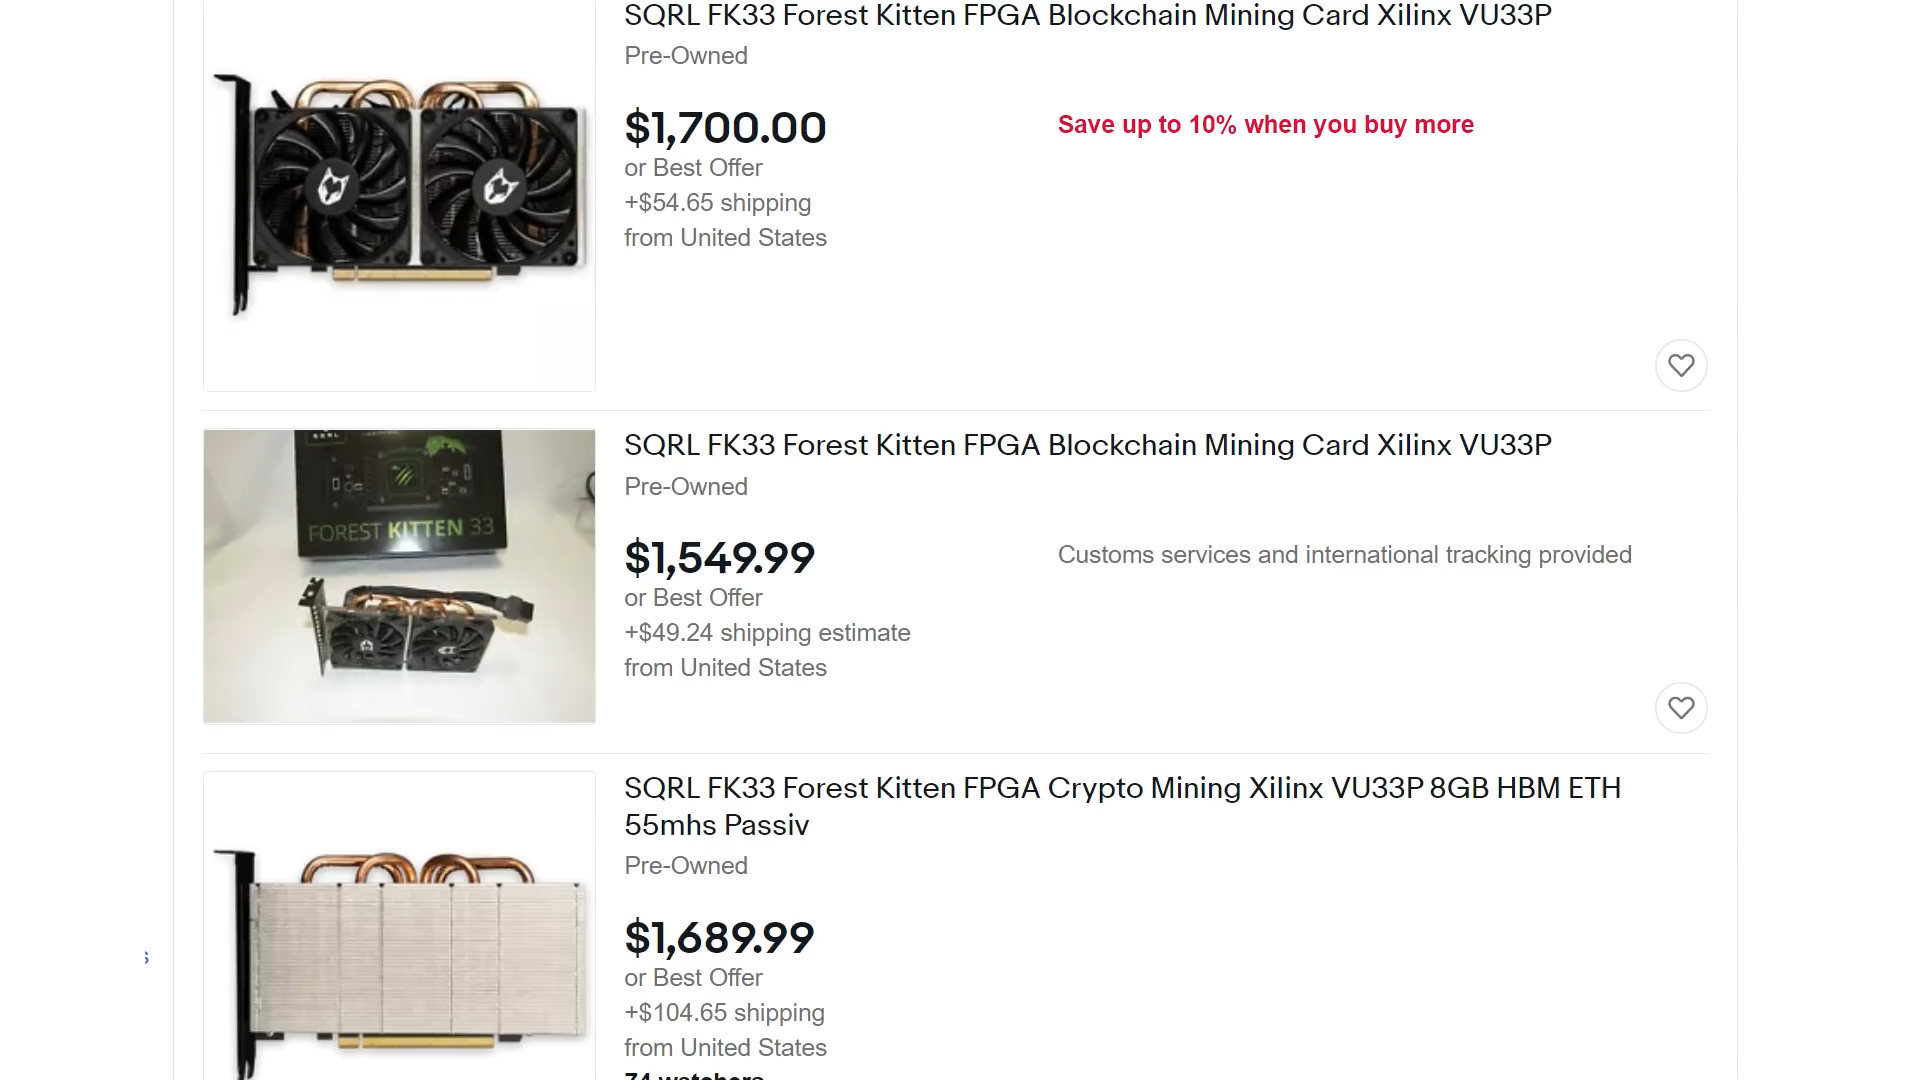 SQRL FK33 Forest Kitten FPGA Blockchain Mining Card Xilinx VU33P
Pre-Owned
$1,700.00
Save up to 10% when you buy more
or Best Offer
+$54.65 shipping
from United States
SQRL FK33 Forest Kitten FPGA Blockchain Mining Card Xilinx VU33P
Pre-Owned
FOREST KITTEN 33
$1,549.99
Customs services and international tracking provided
or Best Offer
+$49.24 shipping estimate
from United States
SQRL FK33 Forest Kitten FPGA Crypto Mining Xilinx VU33P 8GB HBM ETH
55mhs Passiv
Pre-Owned
$1,689.99
or Best Offer
+$104.65 shipping
from United States
74 watchers